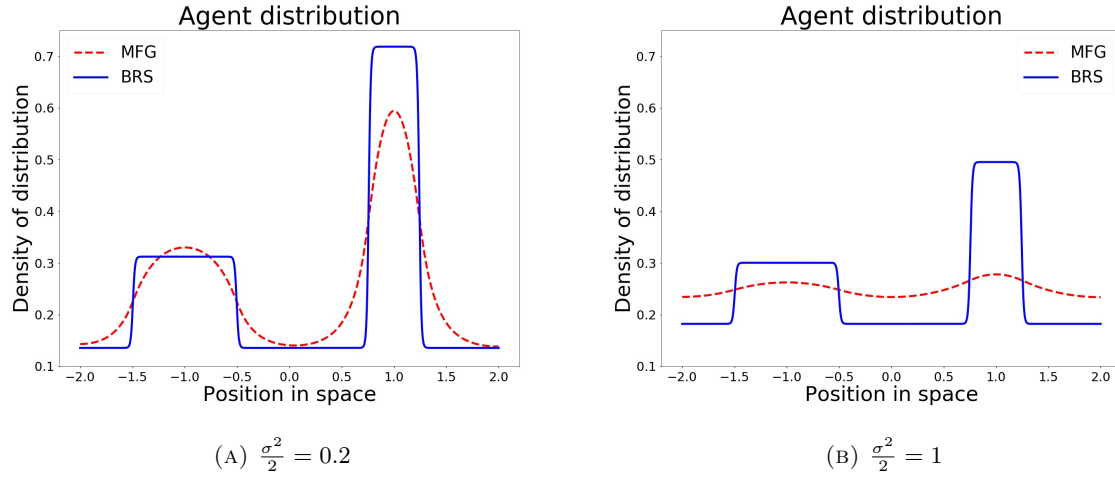 Agent distribution
MFG
BRS
Density of distribution
0.7
0.6
0.5
0.4
0.3
0.2
0.1
−2.0 −1.5 −1.0 −0.5 0.0 0.5 1.0 1.5 2.0
Position in space
(A) σ²/2 = 0.2
Agent distribution
MFG
BRS
Density of distribution
0.7
0.6
0.5
0.4
0.3
0.2
0.1
−2.0 −1.5 −1.0 −0.5 0.0 0.5 1.0 1.5 2.0
Position in space
(B) σ²/2 = 1